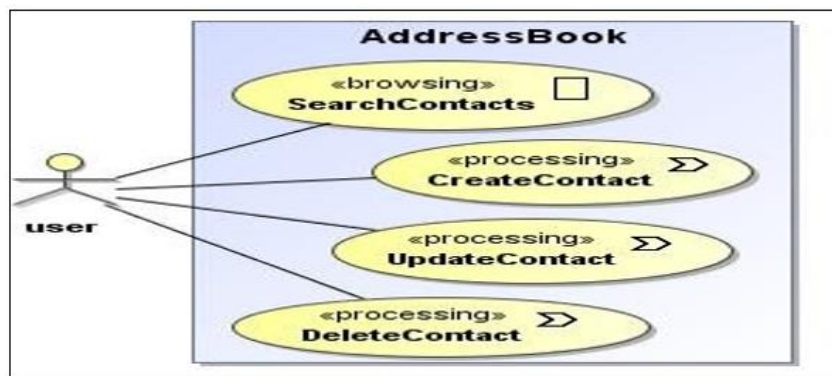 AddressBook
«browsing»
SearchContacts
«processing»
CreateContact
user
«processing»
UpdateContact
«processing»
DeleteContact